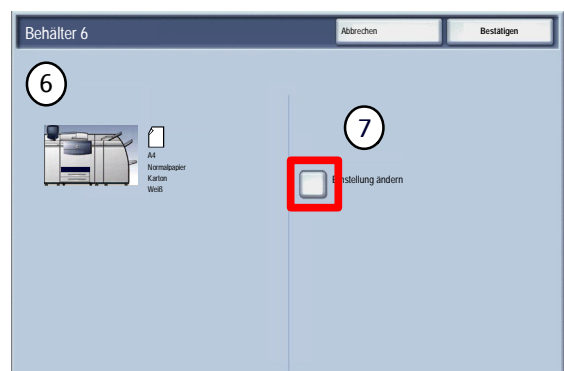 Behälter 6
Abbrechen
Bestätigen
6
7
A4
Normalpapier
Karton
Weiß
Einstellung ändern